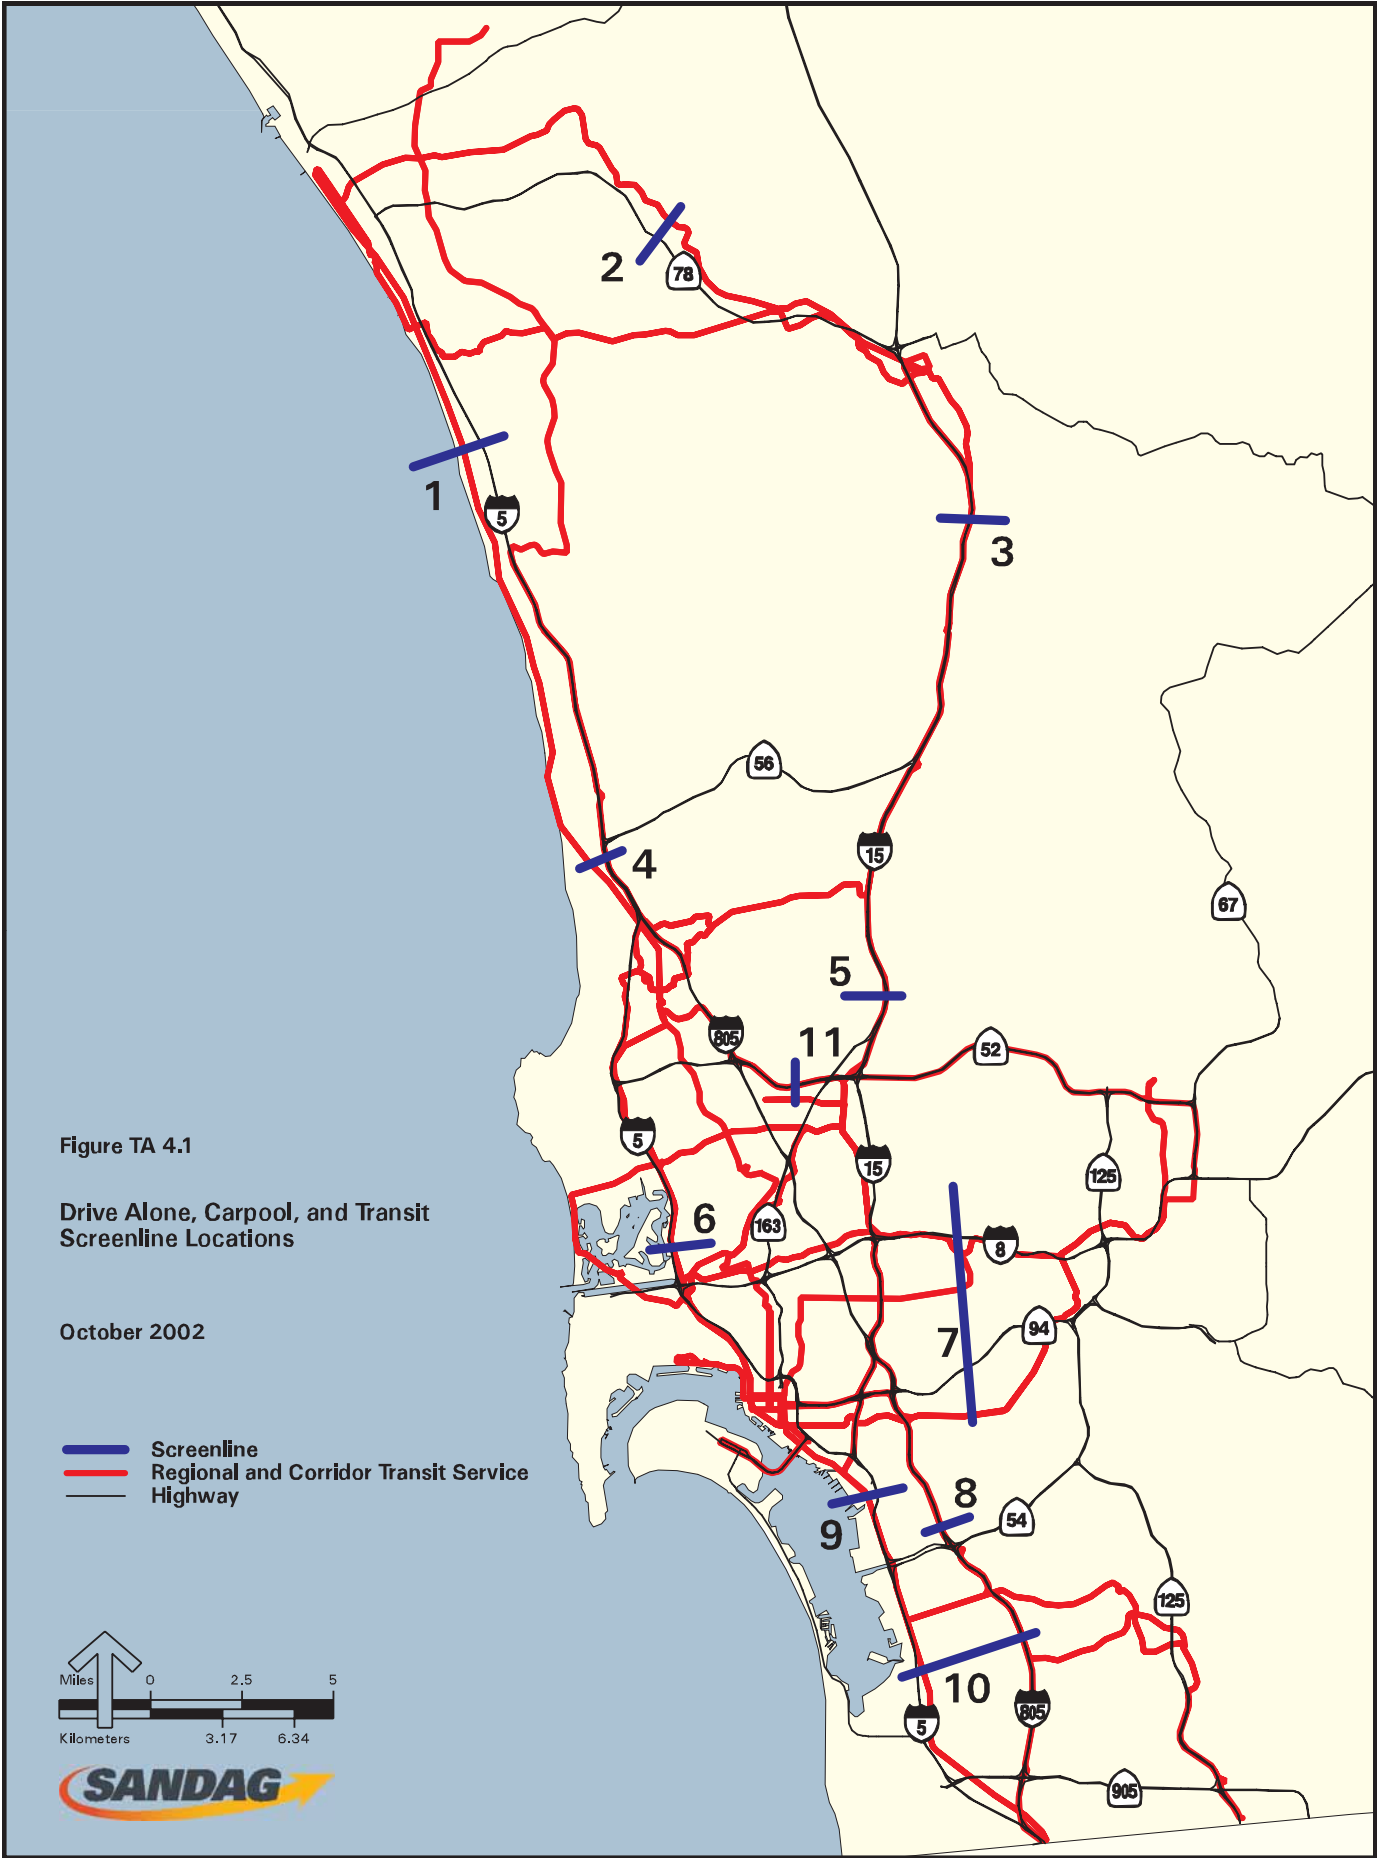 2
78
1
5
3
56
4
15
67
5
805
11
52
Figure TA 4.1
5
15
125
Drive Alone, Carpool, and Transit
Screenline Locations
6
163
8
October 2002
7
94
Screenline
Regional and Corridor Transit Service
Highway
8
9
54
125
Miles 0 2.5 5
10
805
5
Kilometers 3.17 6.34
SANDAG
905